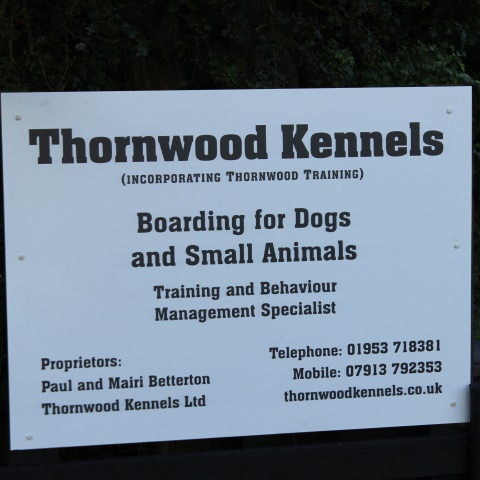 Thornwood Kennels
(INCORPORATING THORNWOOD TRAINING)
Boarding for Dogs
and Small Animals
Training and Behaviour
Management Specialist
Proprietors:
Paul and Mairi Betterton
Thornwood Kennels Ltd
Telephone: 01953 718381
Mobile: 07913 792353
thornwoodkennels.co.uk